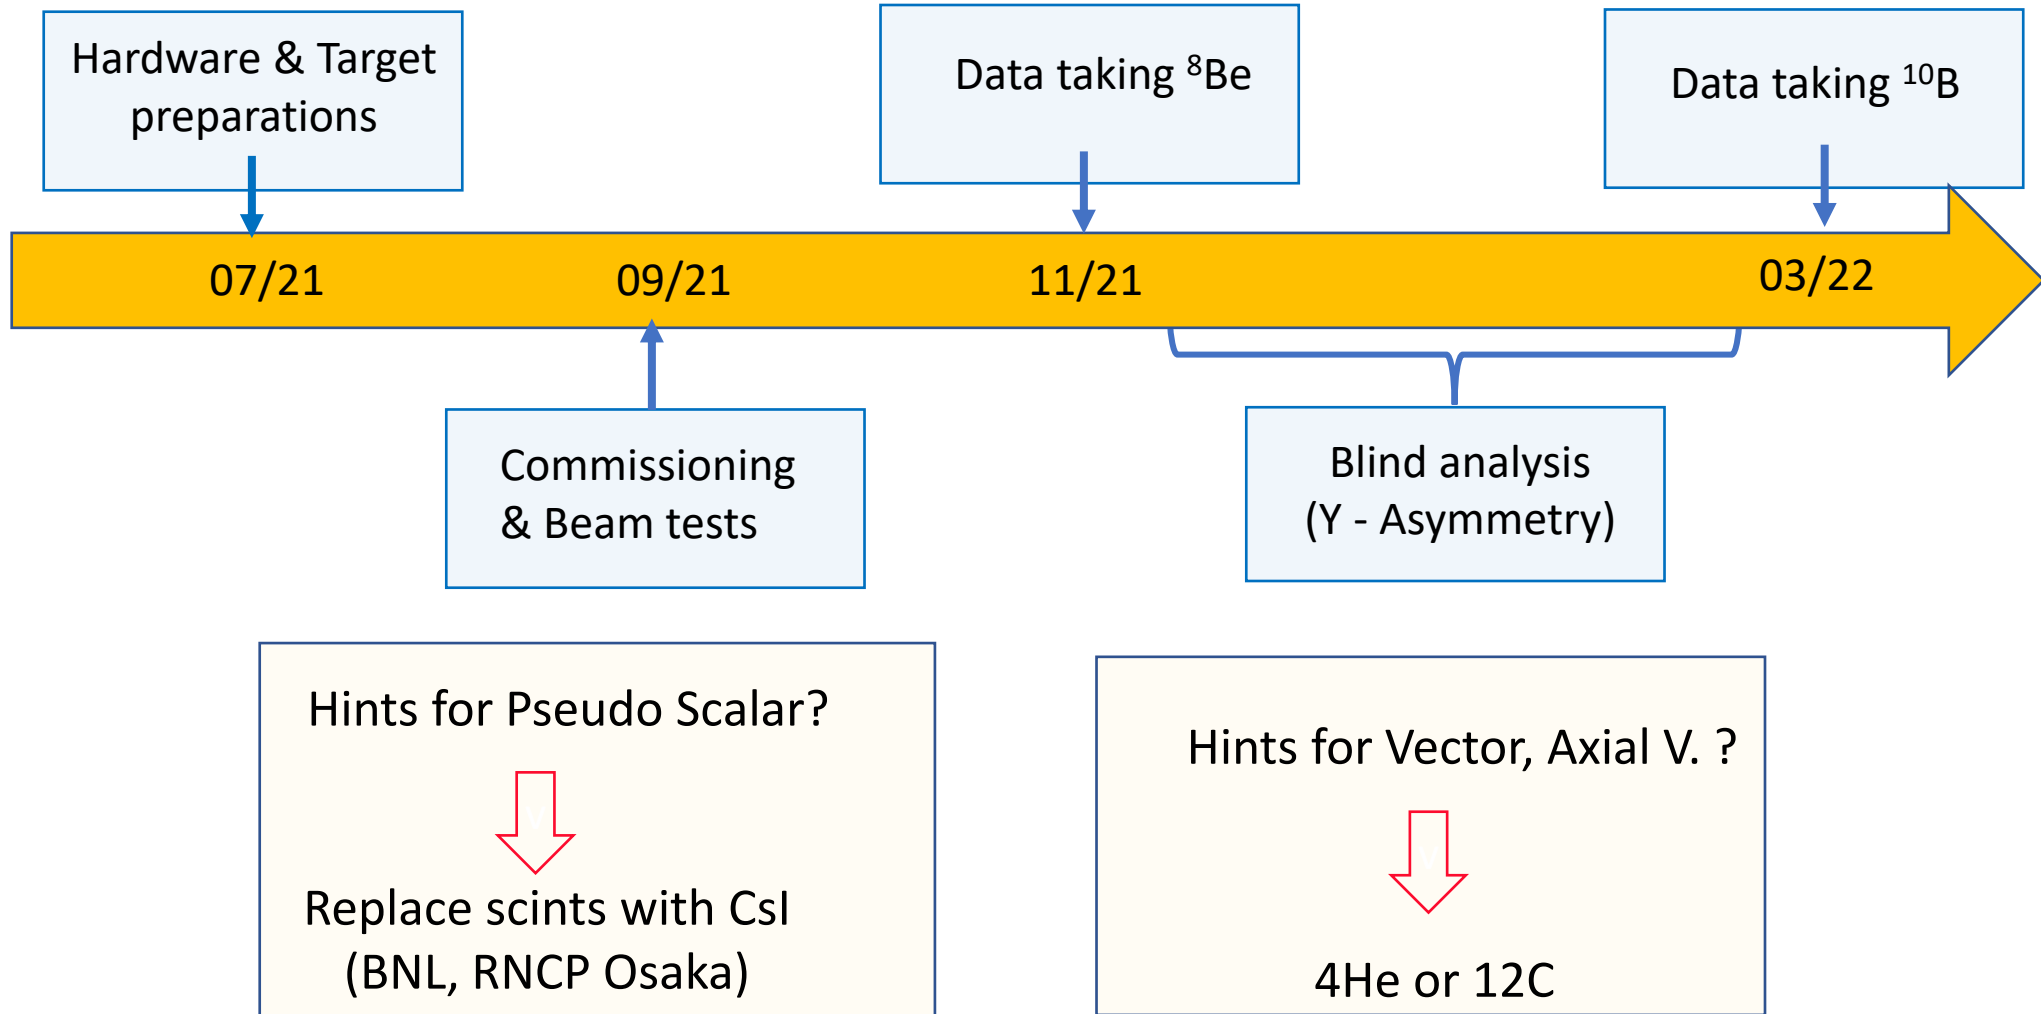 Hardware & Target
preparations
Data taking ⁸Be
Data taking ¹⁰B
07/21
09/21
11/21
03/22
Commissioning
& Beam tests
Blind analysis
(Y - Asymmetry)
Hints for Pseudo Scalar?
Replace scints with CsI
(BNL, RNCP Osaka)
Hints for Vector, Axial V. ?
4He or 12C